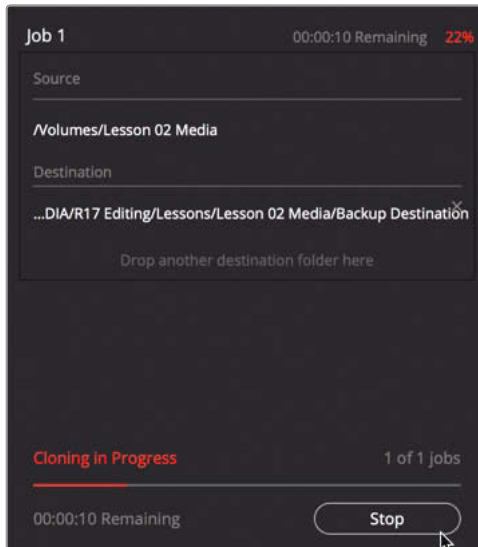 Job 1 00:00:10 Remaining 22%
Source
/Volumes/Lesson 02 Media
Destination
...DIA/R17 Editing/Lessons/Lesson 02 Media/Backup Destination
Drop another destination folder here
Cloning in Progress 1 of 1 jobs
00:00:10 Remaining Stop